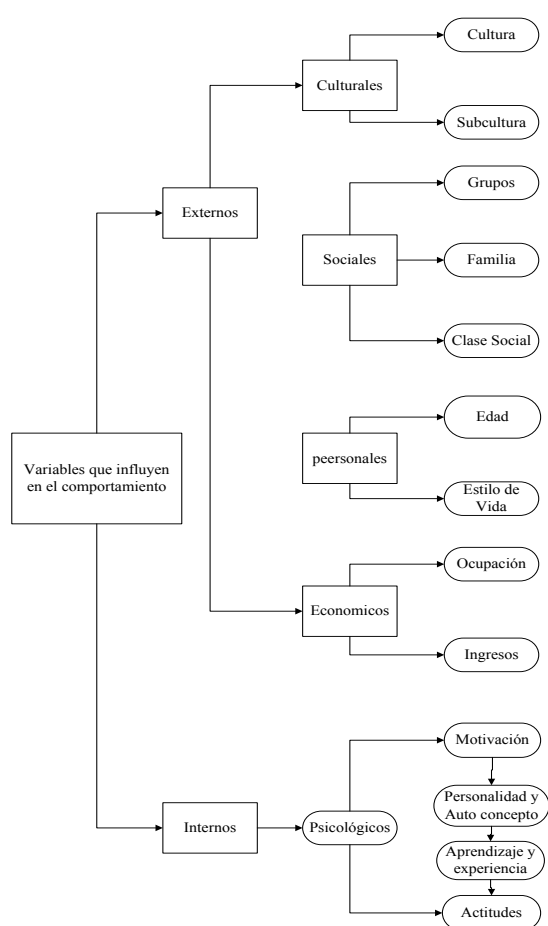 Cultura
Culturales
Subcultura
Grupos
Externos
Sociales
Familia
Clase Social
Edad
Variables que influyen
en el comportamiento
peersonales
Estilo de
Vida
Ocupación
Economicos
Ingresos
Motivación
Personalidad y
Auto concepto
Internos
Psicológicos
Aprendizaje y
experiencia
Actitudes